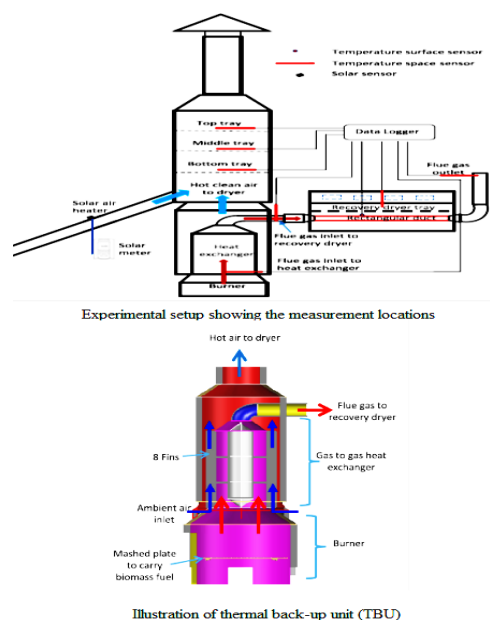 Temperature surface sensor
Temperature space sensor
Solar sensor
Top tray
Middle tray
Bottom tray
Data Logger
Flue gas
outlet
Hot clean air
to dryer
Solar air
heater
Recovery dryer tray
Rectangular duct
Solar
meter
Heat
exchanger
Flue gas inlet to
recovery dryer
Flue gas inlet to
heat exchanger
Burner
Experimental setup showing the measurement locations
Hot air to dryer
Flue gas to
recovery dryer
8 Fins
Gas to gas heat
exchanger
Ambient air
inlet
Burner
Mashed plate
to carry
biomass fuel
Illustration of thermal back-up unit (TBU)